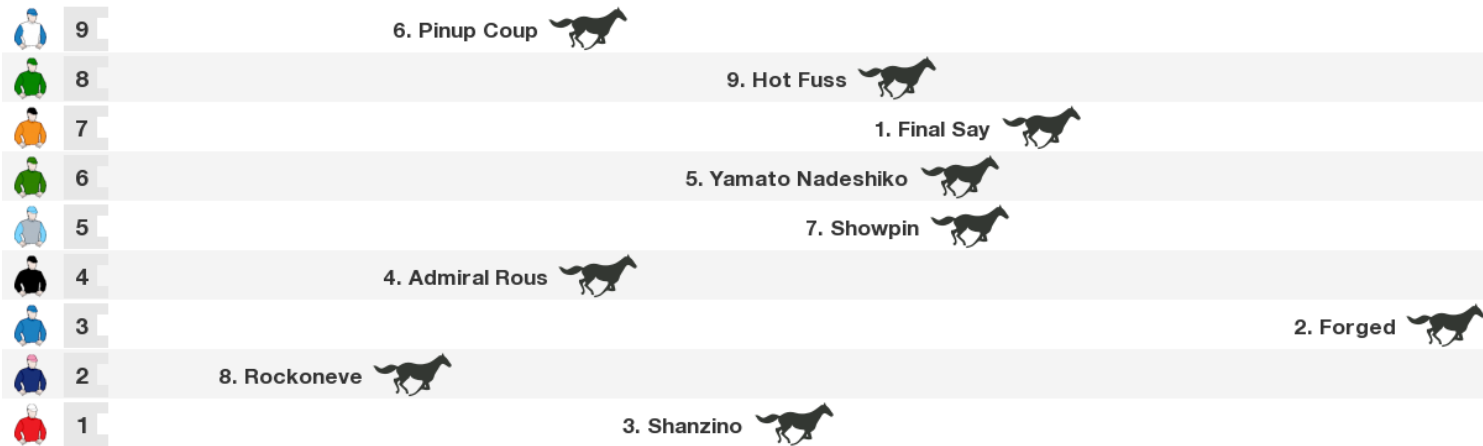 9 6. Pinup Coup
8 9. Hot Fuss
7 1. Final Say
6 5. Yamato Nadeshiko
5 7. Showpin
4 4. Admiral Rous
3 2. Forged
2 8. Rockoneve
1 3. Shanzino